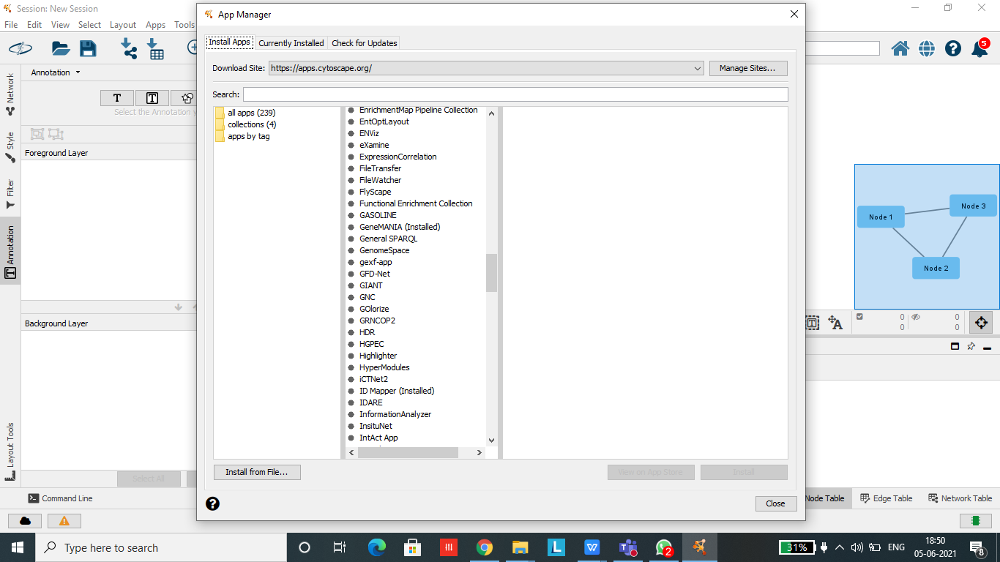 Session: New Session
File Edit View Select Layout Apps Tools
App Manager
Install Apps Currently Installed Check for Updates
Download Site: https://apps.cytoscape.org/ Manage Sites...
Search:
all apps (239)
collections (4)
apps by tag
EnrichmentMap Pipeline Collection
EntOptLayout
ENViz
eXamine
ExpressionCorrelation
FileTransfer
FileWatcher
FlyScape
Functional Enrichment Collection
GASOLINE
GeneMANIA (Installed)
General SPARQL
GenomeSpace
gexf-app
GFD-Net
GIANT
GNC
GOlorize
GRNCOP2
HDR
HGPEC
Highlighter
HyperModules
iCTNet2
ID Mapper (Installed)
IDARE
InformationAnalyzer
InsituNet
IntAct App
Install from File... View on App Store Install
Close
5
Network
Style
Filter
Annotation
Layout Tools
Annotation
T T
Select the Annotation
Foreground Layer
Background Layer
Select All
Command Line
Node 1
Node 3
Node 2
T A
0 0
0 0
Node Table Edge Table Network Table
Type here to search
L W 2
31% ENG
18:50
05-06-2021
8